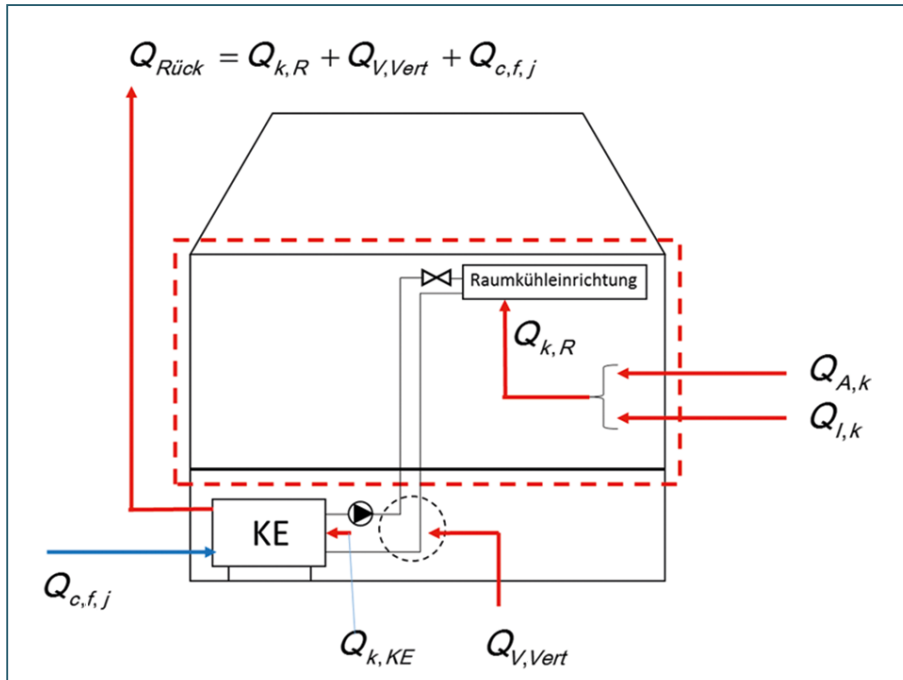 Q_Rück = Q_k,R + Q_V,Vert + Q_c,f,j
Raumkühleinrichtung
Q_k,R
Q_A,k
Q_I,k
KE
Q_c,f,j
Q_k,KE
Q_V,Vert